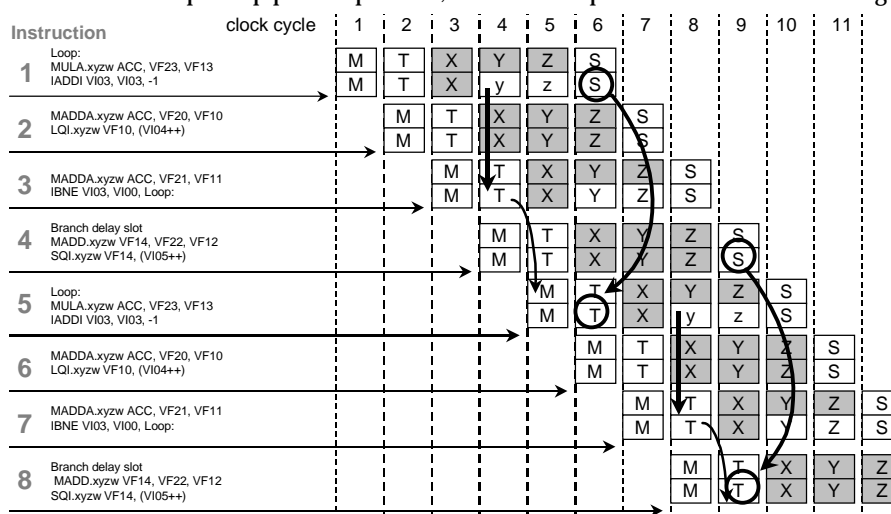 Instruction clock cycle 1 2 3 4 5 6 7 8 9 10 11
1
Loop:
MULA.xyzw ACC, VF23, VF13
IADDI VI03, VI03, -1
M T X Y Z S
M T X y z S
2
MADDA.xyzw ACC, VF20, VF10
LQI.xyzw VF10, (VI04++)
M T X Y Z S
M T X Y Z S
3
MADDA.xyzw ACC, VF21, VF11
IBNE VI03, VI00, Loop:
M T X Y Z S
M T X Y Z S
4
Branch delay slot
MADD.xyzw VF14, VF22, VF12
SQI.xyzw VF14, (VI05++)
M T X Y Z S
M T X Y Z S
5
Loop:
MULA.xyzw ACC, VF23, VF13
IADDI VI03, VI03, -1
M T X Y Z S
M T X y z S
6
MADDA.xyzw ACC, VF20, VF10
LQI.xyzw VF10, (VI04++)
M T X Y Z S
M T X Y Z S
7
MADDA.xyzw ACC, VF21, VF11
IBNE VI03, VI00, Loop:
M T X Y Z S
M T X Y Z S
8
Branch delay slot
MADD.xyzw VF14, VF22, VF12
SQI.xyzw VF14, (VI05++)
M T X Y Z
M T X Y Z